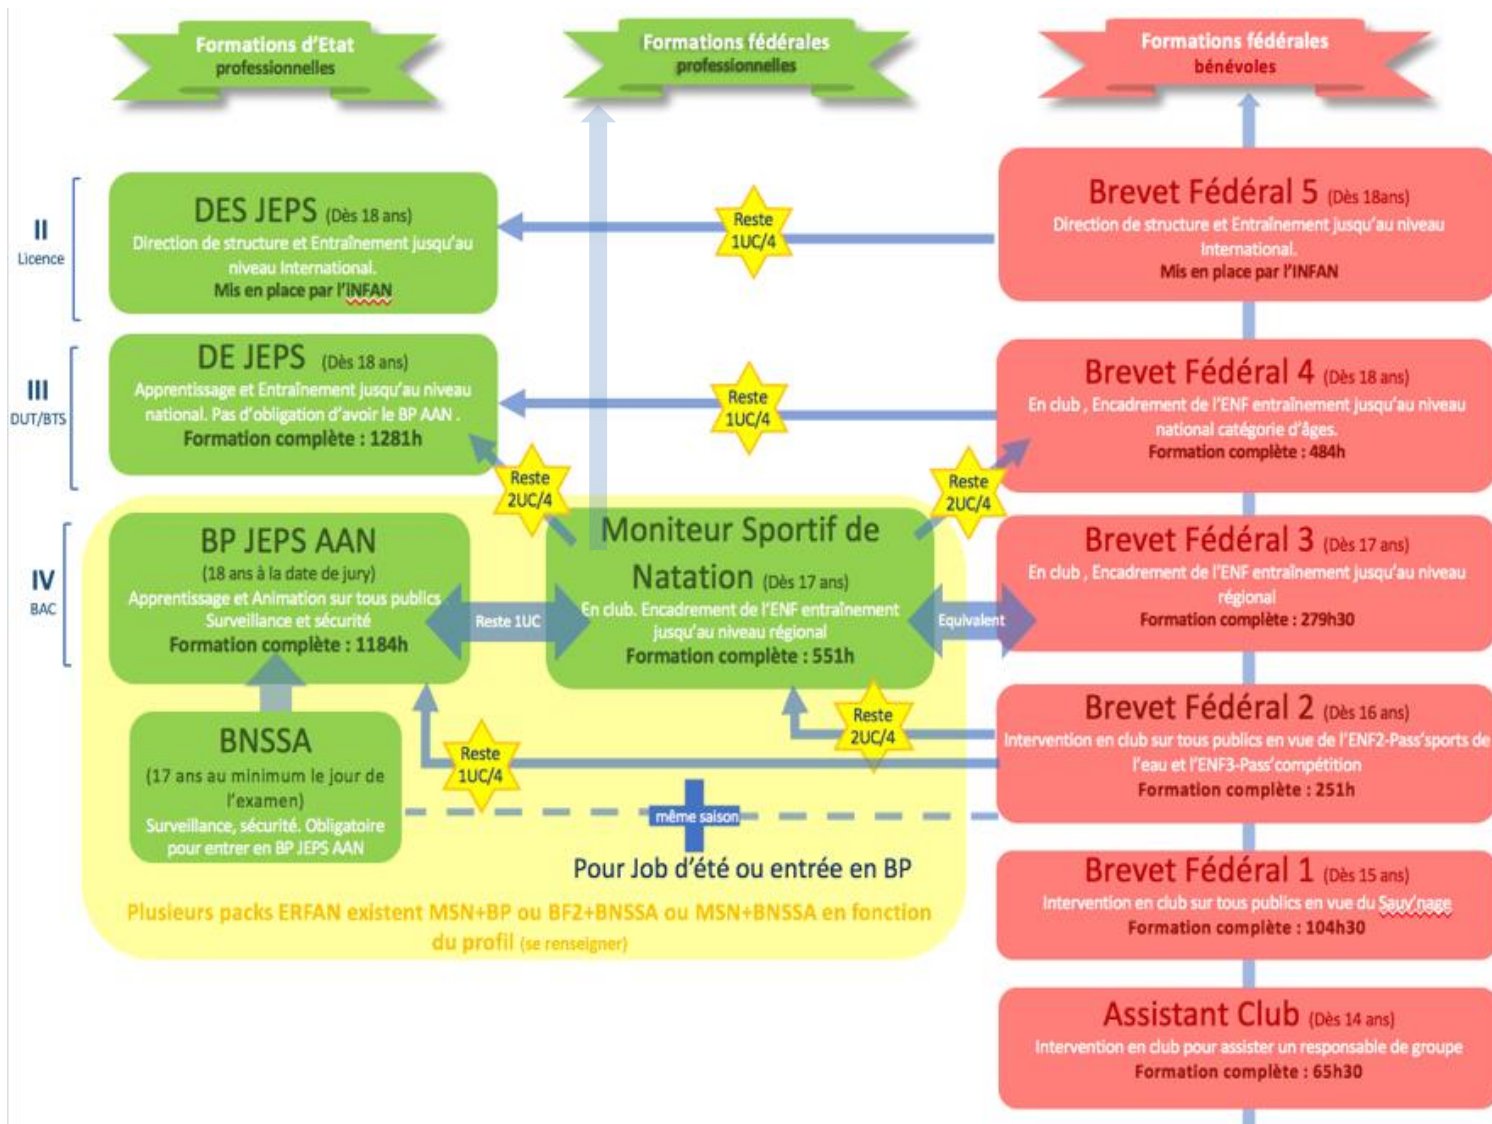 Formations d'Etat
professionnelles
Formations fédérales
professionnelles
Formations fédérales
bénévoles
II
Licence
DES JEPS (Dès 18 ans)
Direction de structure et Entraînement jusqu'au
niveau International.
Mis en place par l'INFAN
Reste
1UC/4
Brevet Fédéral 5 (Dès 18ans)
Direction de structure et Entraînement jusqu'au niveau
International.
Mis en place par l'INFAN
III
DUT/BTS
DE JEPS (Dès 18 ans)
Apprentissage et Entraînement jusqu'au niveau
national. Pas d'obligation d'avoir le BP AAN .
Formation complète : 1281h
Reste
1UC/4
Brevet Fédéral 4 (Dès 18 ans)
En club , Encadrement de l'ENF entraînement jusqu'au niveau
national catégorie d'âges.
Formation complète : 484h
Reste
2UC/4
Reste
2UC/4
IV
BAC
BP JEPS AAN
(18 ans à la date de jury)
Apprentissage et Animation sur tous publics
Surveillance et sécurité
Formation complète : 1184h
Reste 1UC
Moniteur Sportif de
Natation (Dès 17 ans)
En club. Encadrement de l'ENF entraînement
jusqu'au niveau régional
Formation complète : 551h
Equivalent
Brevet Fédéral 3 (Dès 17 ans)
En club , Encadrement de l'ENF entraînement jusqu'au niveau
régional
Formation complète : 279h30
BNSSA
(17 ans au minimum le jour de
l'examen)
Surveillance, sécurité. Obligatoire
pour entrer en BP JEPS AAN
Reste
1UC/4
Reste
2UC/4
Brevet Fédéral 2 (Dès 16 ans)
Intervention en club sur tous publics en vue de l'ENF2-Pass'sports de
l'eau et l'ENF3-Pass'compétition
Formation complète : 251h
même saison
Pour Job d'été ou entrée en BP
Brevet Fédéral 1 (Dès 15 ans)
Intervention en club sur tous publics en vue du Sauv'nage
Formation complète : 104h30
Plusieurs packs ERFAN existent MSN+BP ou BF2+BNSSA ou MSN+BNSSA en fonction
du profil (se renseigner)
Assistant Club (Dès 14 ans)
Intervention en club pour assister un responsable de groupe
Formation complète : 65h30